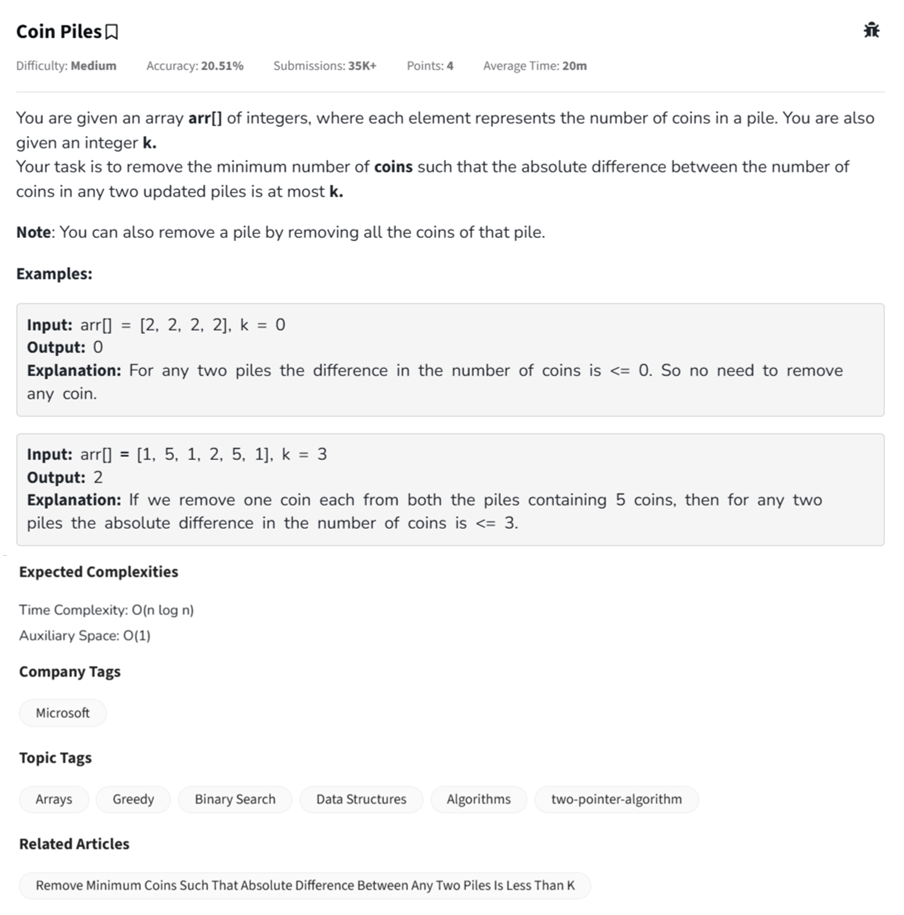 Coin Piles
Difficulty: Medium Accuracy: 20.51% Submissions: 35K+ Points: 4 Average Time: 20m
You are given an array arr[] of integers, where each element represents the number of coins in a pile. You are also
given an integer k.
Your task is to remove the minimum number of coins such that the absolute difference between the number of
coins in any two updated piles is at most k.
Note: You can also remove a pile by removing all the coins of that pile.
Examples:
Input: arr[] = [2, 2, 2, 2], k = 0
Output: 0
Explanation: For any two piles the difference in the number of coins is <= 0. So no need to remove
any coin.
Input: arr[] = [1, 5, 1, 2, 5, 1], k = 3
Output: 2
Explanation: If we remove one coin each from both the piles containing 5 coins, then for any two
piles the absolute difference in the number of coins is <= 3.
Expected Complexities
Time Complexity: O(n log n)
Auxiliary Space: O(1)
Company Tags
Microsoft
Topic Tags
Arrays Greedy Binary Search Data Structures Algorithms two-pointer-algorithm
Related Articles
Remove Minimum Coins Such That Absolute Difference Between Any Two Piles Is Less Than K